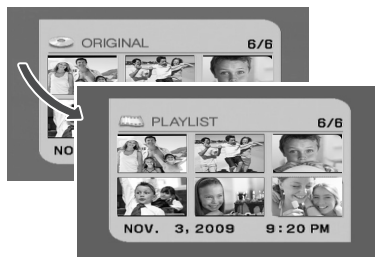 ORIGINAL 6/6
NO
PLAYLIST 6/6
NOV. 3, 2009 9:20 PM